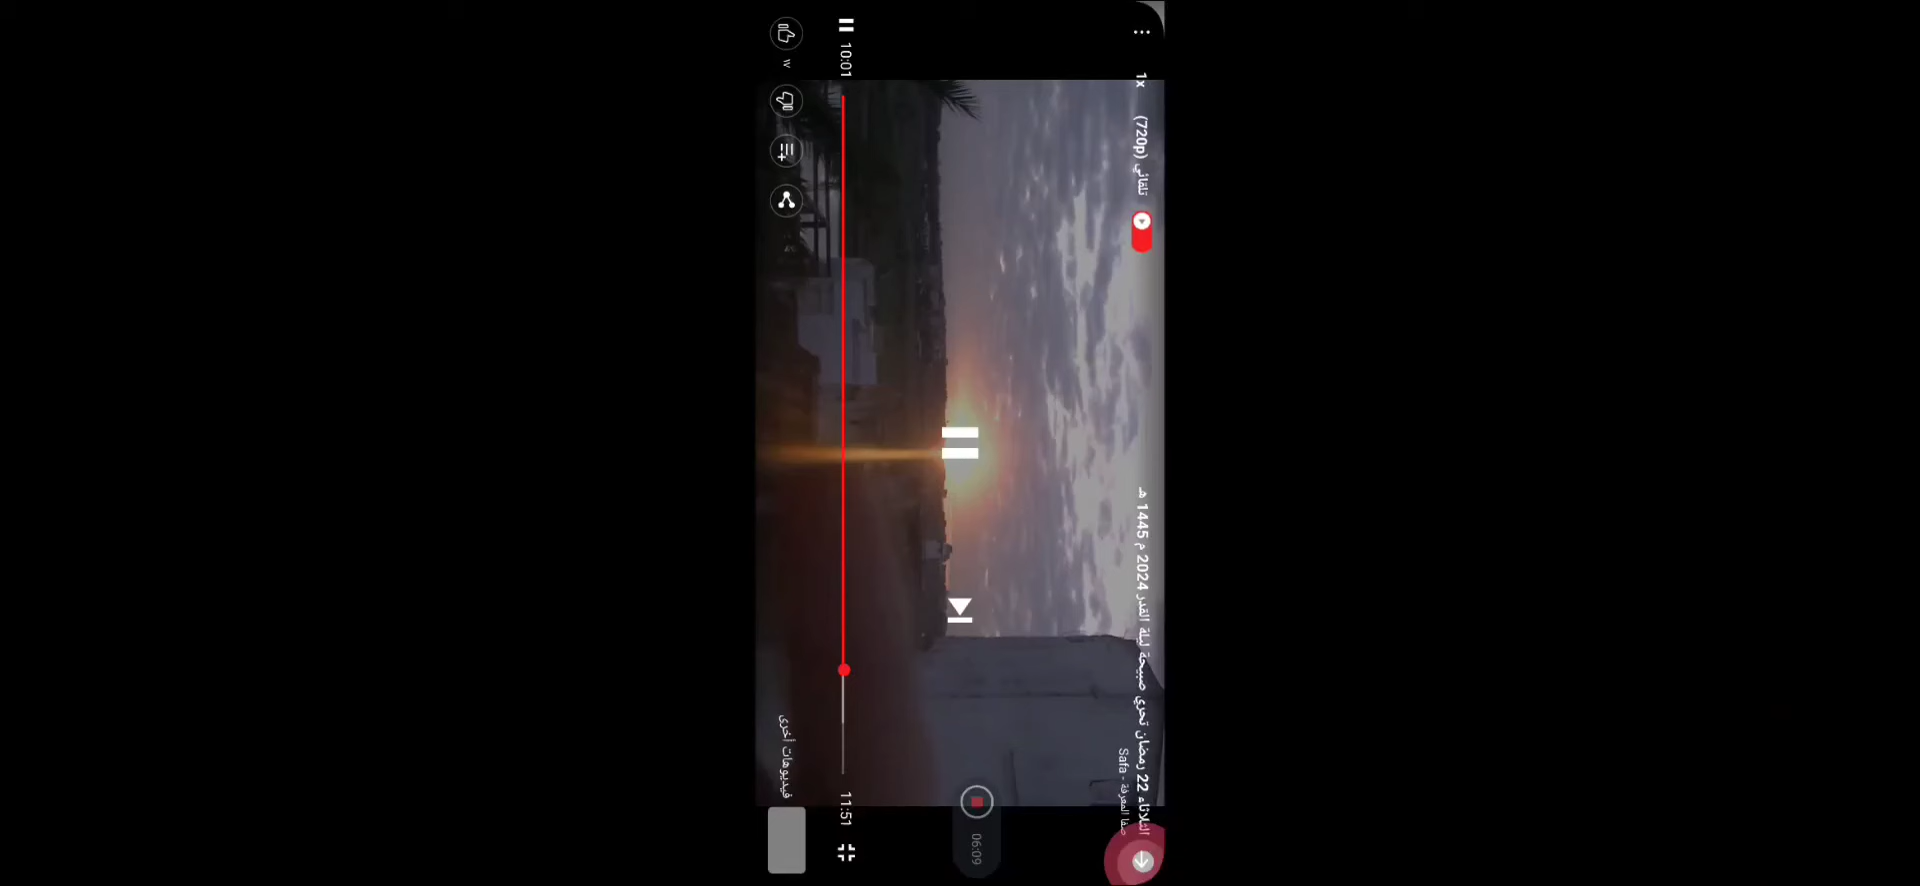 الثلاثاء 22 رمضان تحري صبيحة ليلة القدر 2024 م 1445 هـ
Safa - صفا المعرفة
تلقائي (720p)
1x
10:01
11:51
06:09
١٧
فيديوهات أخرى